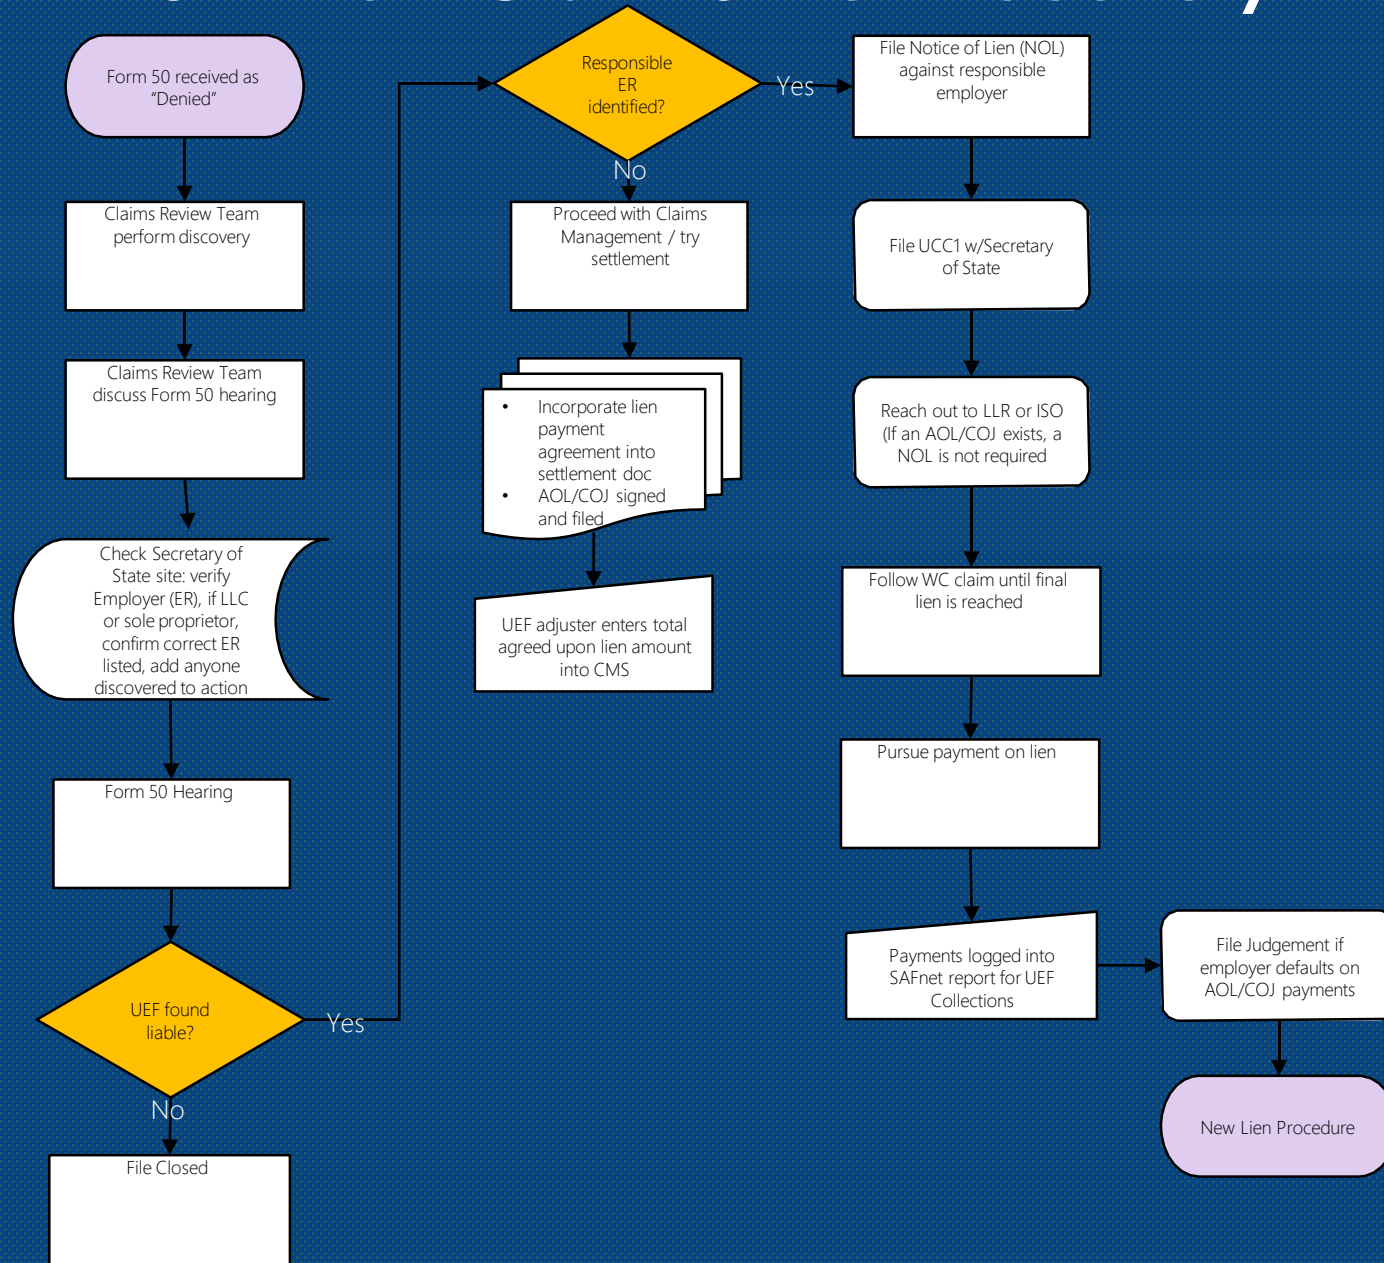 Form 50 received as
“Denied”
Claims Review Team
perform discovery
Claims Review Team
discuss Form 50 hearing
Check Secretary of
State site: verify
Employer (ER), if LLC
or sole proprietor,
confirm correct ER
listed, add anyone
discovered to action
Form 50 Hearing
UEF found
liable?
Yes
No
File Closed
Responsible
ER
identified?
Yes
No
Proceed with Claims
Management / try
settlement
• Incorporate lien
payment
agreement into
settlement doc
• AOL/COJ signed
and filed
UEF adjuster enters total
agreed upon lien amount
into CMS
File Notice of Lien (NOL)
against responsible
employer
File UCC1 w/Secretary
of State
Reach out to LLR or ISO
(If an AOL/COJ exists, a
NOL is not required
Follow WC claim until final
lien is reached
Pursue payment on lien
Payments logged into
SAFnet report for UEF
Collections
File Judgement if
employer defaults on
AOL/COJ payments
New Lien Procedure